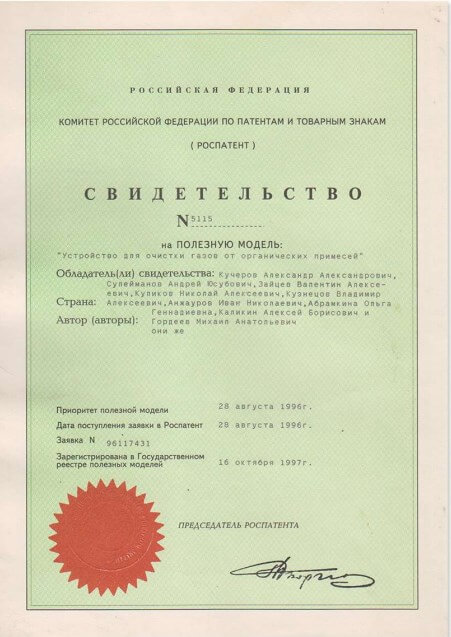 РОССИЙСКАЯ ФЕДЕРАЦИЯ
КОМИТЕТ РОССИЙСКОЙ ФЕДЕРАЦИИ ПО ПАТЕНТАМ И ТОВАРНЫМ ЗНАКАМ
( РОСПАТЕНТ )
СВИДЕТЕЛЬСТВО
N 5115
на ПОЛЕЗНУЮ МОДЕЛЬ:
"Устройство для очистки газов от органических примесей"
Обладатель(ли) свидетельства: Кучеров Александр Александрович,
Сулейманов Андрей Юсубович, Зайцев Валентин Алексе-
евич, Куликов Николай Алексеевич, Кузнецов Владимир
Страна: Алексеевич, Анжауров Иван Николаевич, Абрамкина Ольга
Геннадиевна, Каликин Алексей Борисович и
Автор (авторы): Гордеев Михаил Анатольевич
они же
Приоритет полезной модели 28 августа 1996г.
Дата поступления заявки в Роспатент 28 августа 1996г.
Заявка N 96117431
Зарегистрирована в Государственном
реестре полезных моделей 16 октября 1997г.
ПРЕДСЕДАТЕЛЬ РОСПАТЕНТА